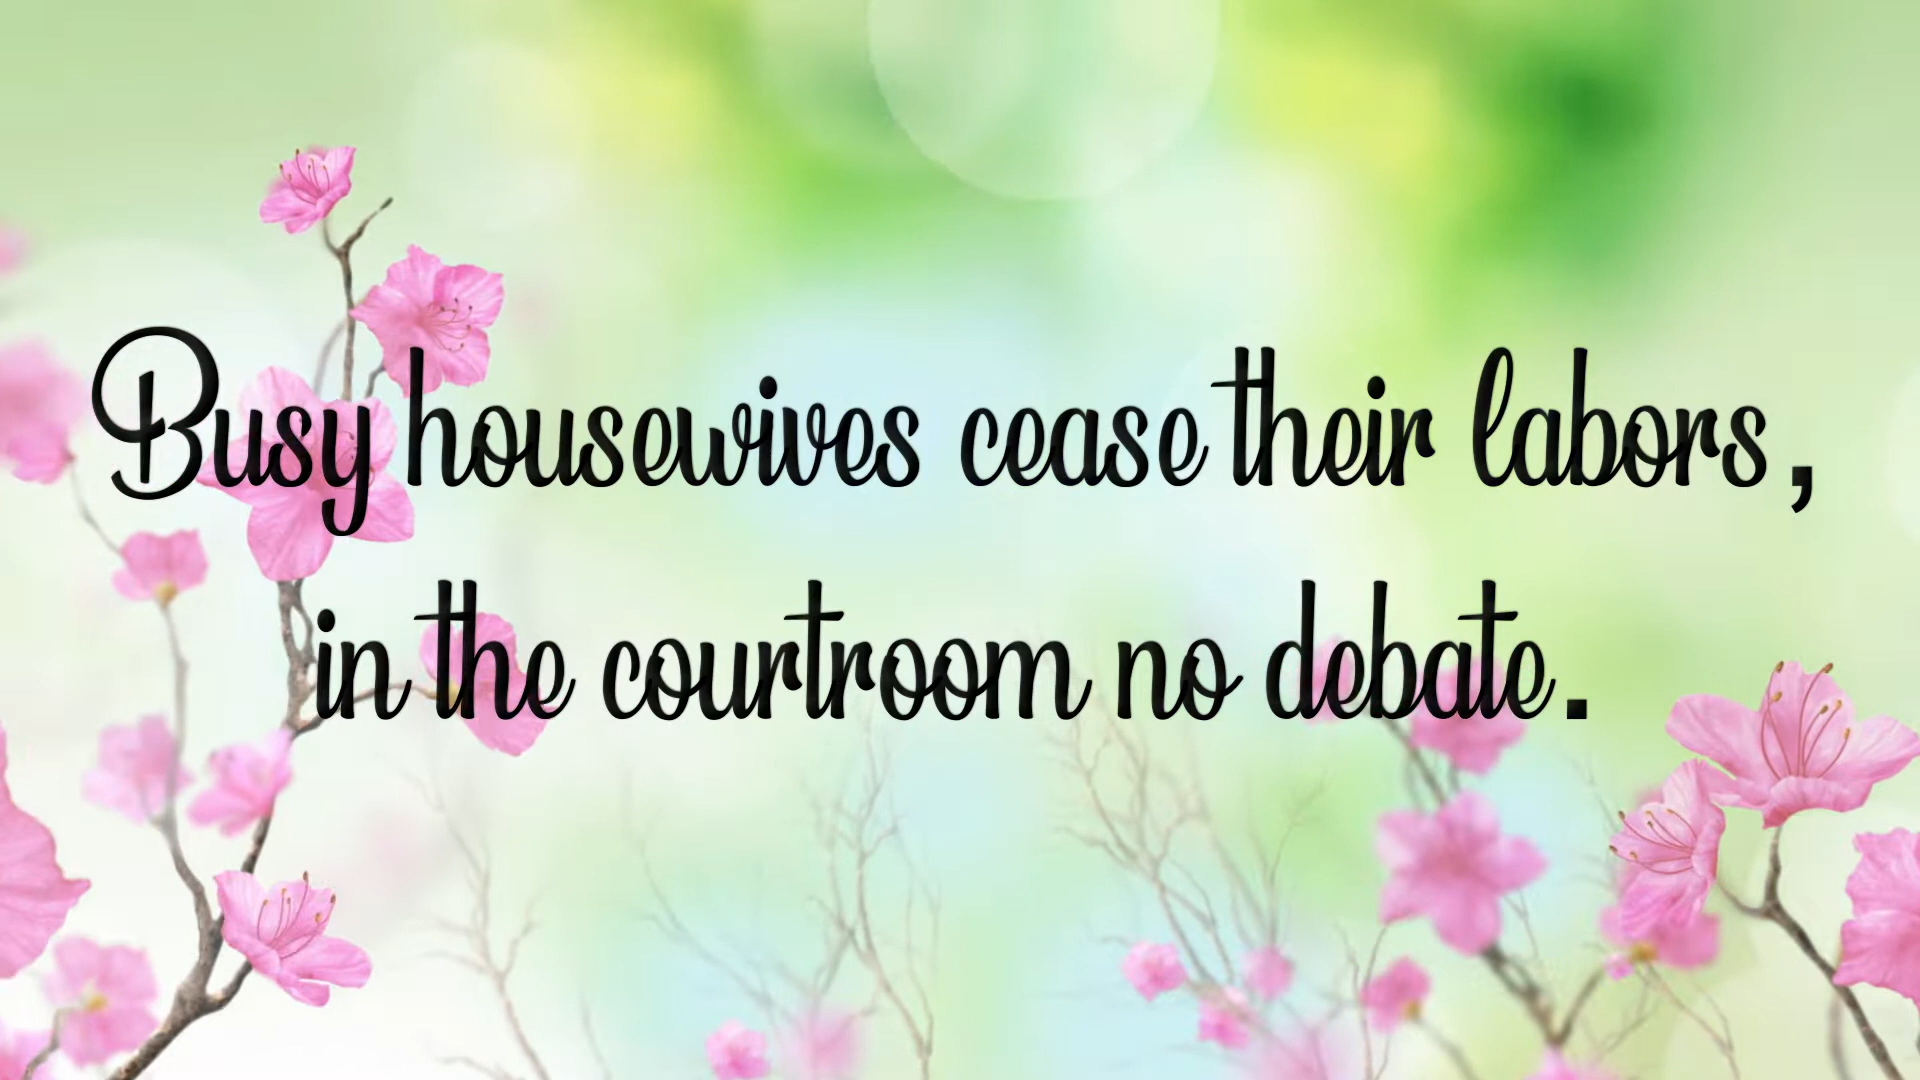 Busy housewives cease their labors,
in the courtroom no debate.